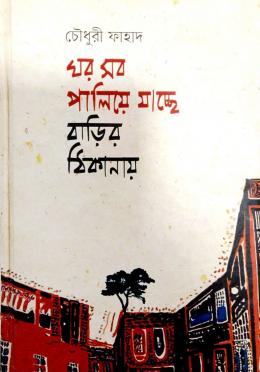 চৌধুরী ফাহাদ
ঘর সব
পালিয়ে যাচ্ছে
বাড়ির
ঠিকানায়